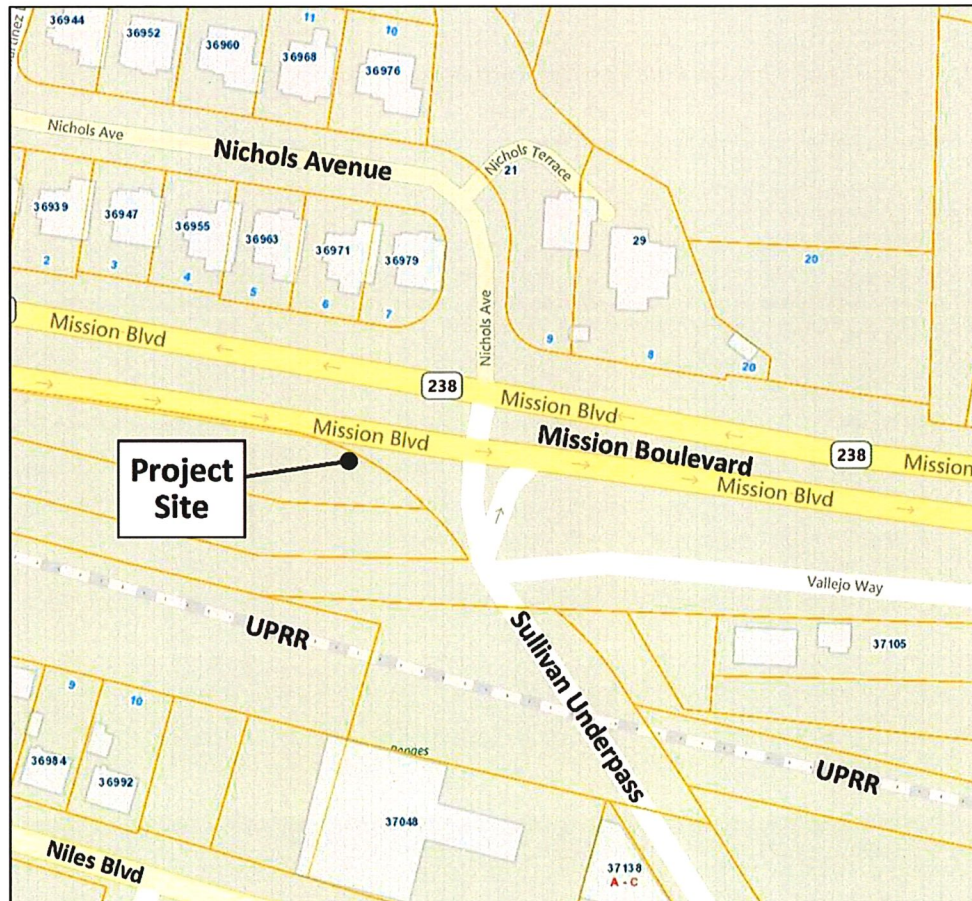 11
10
36944
36952
36960
36968
36976
Nichols Ave
Nichols Avenue
Nichols Terrace
21
36939
36947
36955
36963
36971
36979
29
20
2
3
4
5
6
7
Nichols Ave
9
8
20
Mission Blvd
238
Mission Blvd
Mission Blvd
Mission Boulevard
238
Mission
Mission Blvd
Project
Site
Vallejo Way
UPRR
Sullivan Underpass
37105
9
10
36984
36992
UPRR
37048
37138
A - C
Niles Blvd